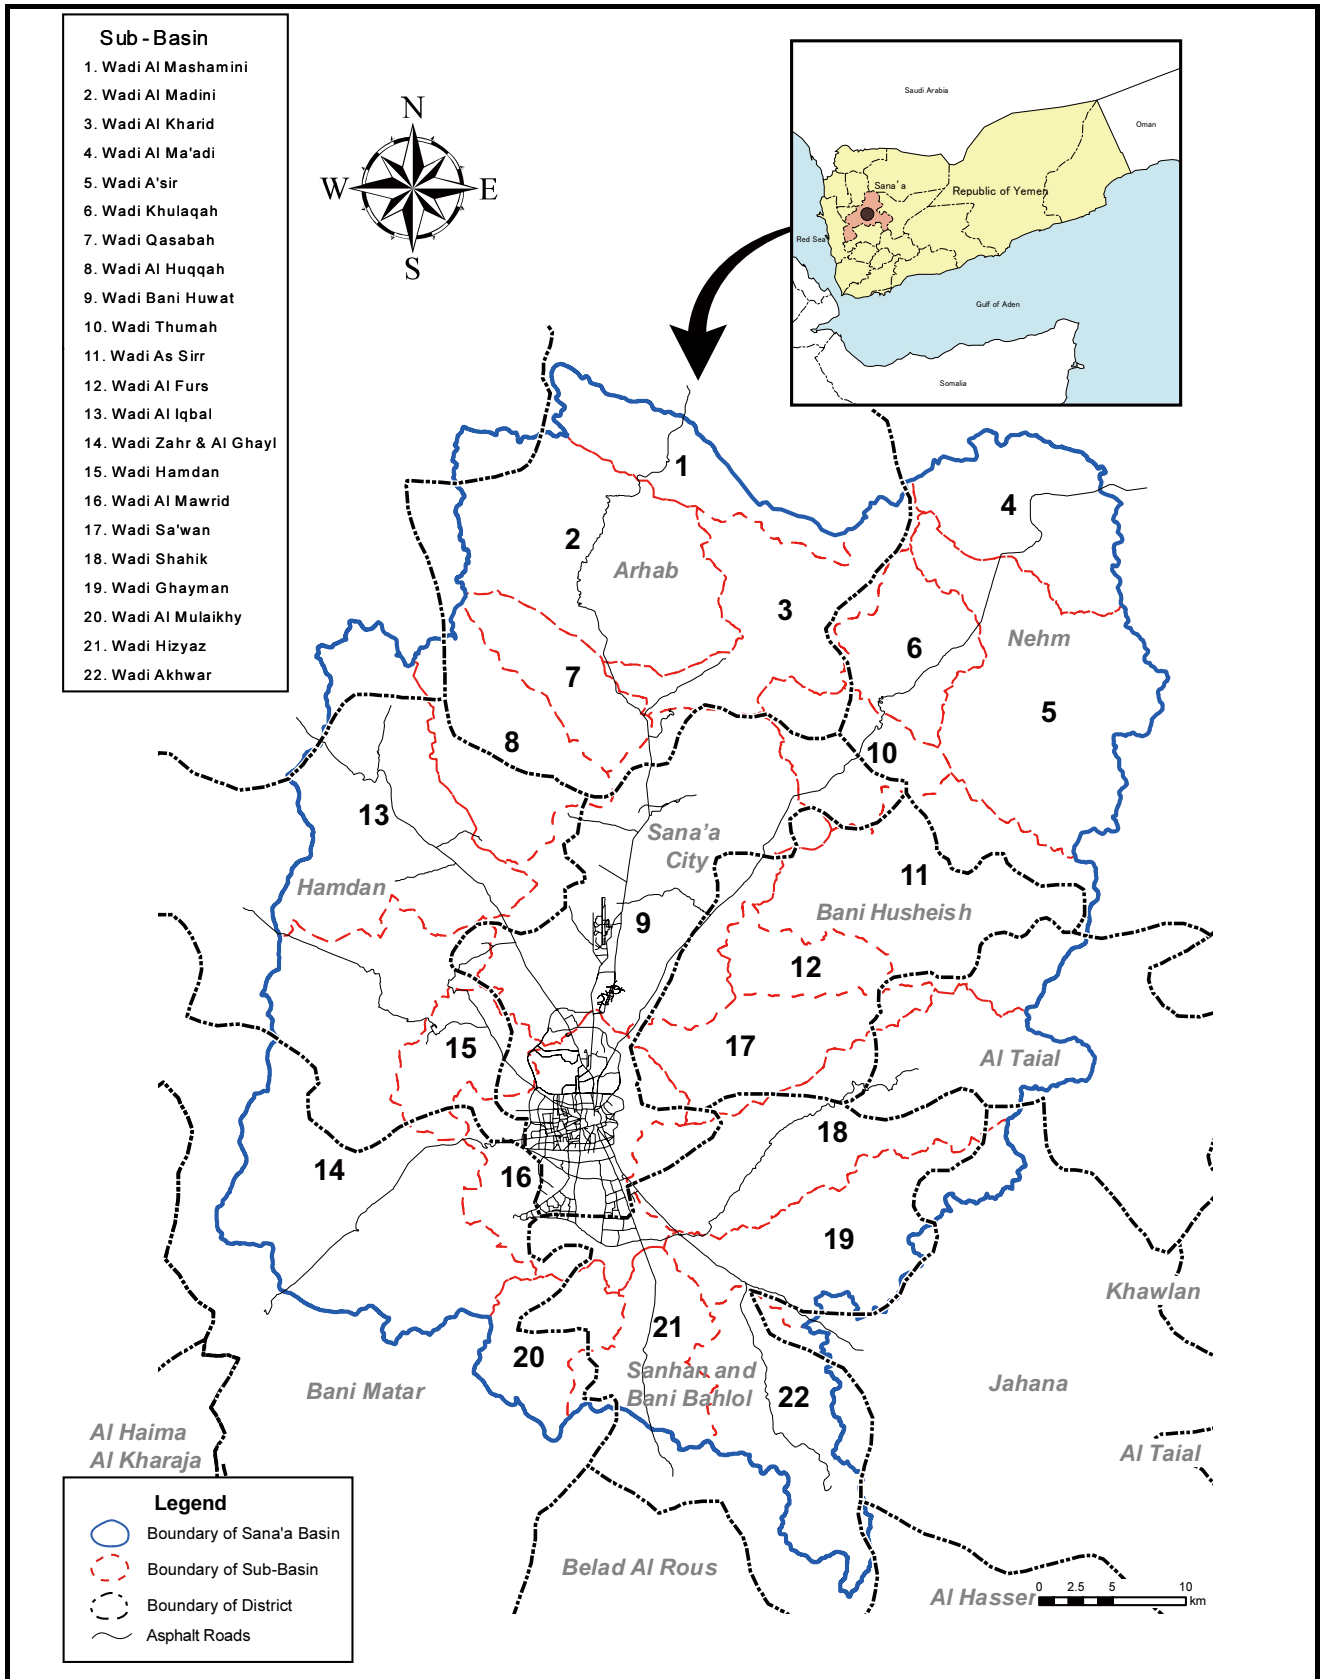 Sub-Basin
1. Wadi Al Mashamini
2. Wadi Al Madini
3. Wadi Al Kharid
4. Wadi Al Ma'adi
5. Wadi A'sir
6. Wadi Khulaqah
7. Wadi Qasabah
8. Wadi Al Huqqah
9. Wadi Bani Huwat
10. Wadi Thumah
11. Wadi As Sirr
12. Wadi Al Furs
13. Wadi Al Iqbal
14. Wadi Zahr & Al Ghayl
15. Wadi Hamdan
16. Wadi Al Mawrid
17. Wadi Sa'wan
18. Wadi Shahik
19. Wadi Ghayman
20. Wadi Al Mulaikhy
21. Wadi Hizyaz
22. Wadi Akhwar
N
W E
S
Saudi Arabia
Oman
Sana'a
Republic of Yemen
Red Sea
Gulf of Aden
Somalia
1
4
2
Arhab
3
Nehm
6
7
5
8
10
13
Sana'a
City
11
Hamdan
Bani Husheish
9
12
17
15
Al Taial
18
14
16
19
Khawlan
21
20
Sanhan and
Bani Bahlol
Jahana
Bani Matar
22
Al Haima
Al Kharaja
Al Taial
Belad Al Rous
Al Hasser
0 2.5 5 10
km
Legend
Boundary of Sana'a Basin
Boundary of Sub-Basin
Boundary of District
Asphalt Roads